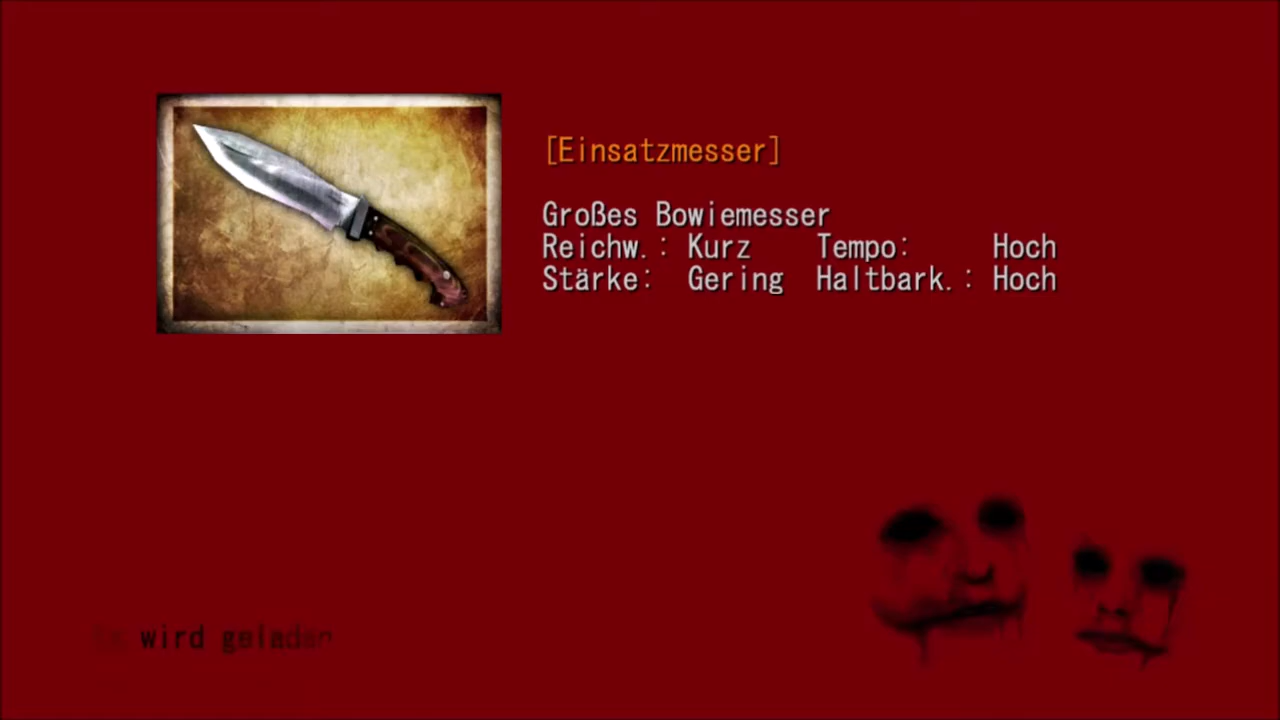 [Einsatzmesser]
Großes Bowiemesser
Reichw.: Kurz Tempo: Hoch
Stärke: Gering Haltbark.: Hoch
wird geladen